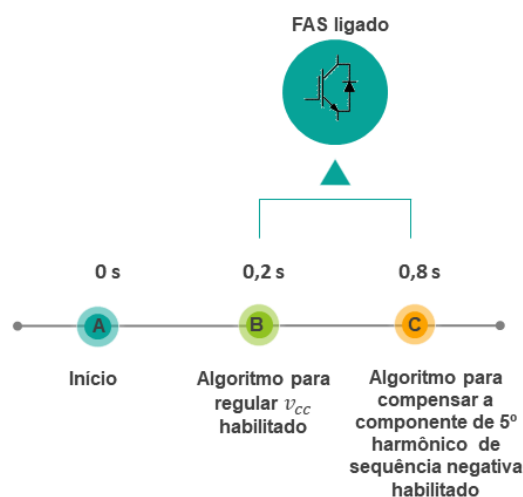 FAS ligado
0 s
0,2 s
0,8 s
A
B
C
Início
Algoritmo para
regular v_cc
habilitado
Algoritmo para
compensar a
componente de 5º
harmônico de
sequência negativa
habilitado